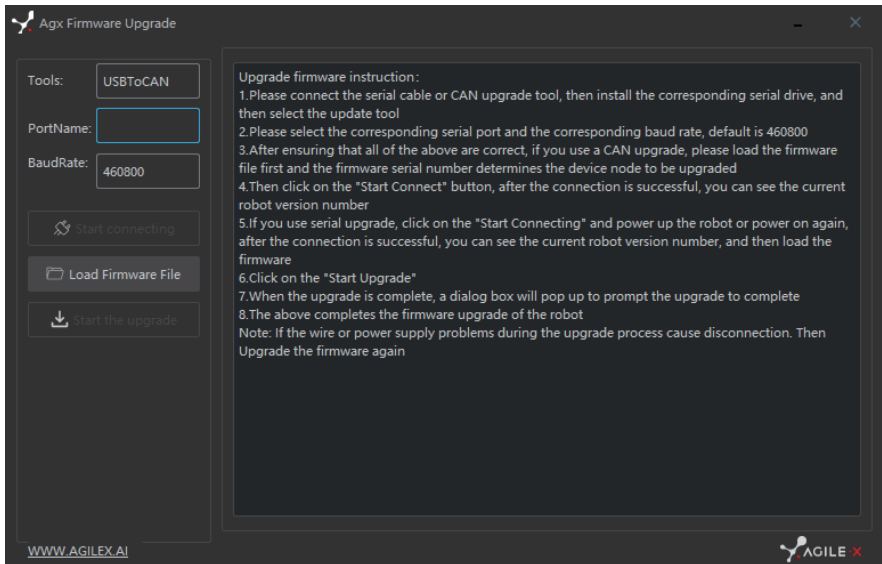 Agx Firmware Upgrade
Tools:
USBToCAN
PortName:
BaudRate:
460800
Start connecting
Load Firmware File
Start the upgrade
WWW.AGILEX.AI
Upgrade firmware instruction:
1.Please connect the serial cable or CAN upgrade tool, then install the corresponding serial drive, and
then select the update tool
2.Please select the corresponding serial port and the corresponding baud rate, default is 460800
3.After ensuring that all of the above are correct, if you use a CAN upgrade, please load the firmware
file first and the firmware serial number determines the device node to be upgraded
4.Then click on the "Start Connect" button, after the connection is successful, you can see the current
robot version number
5.If you use serial upgrade, click on the "Start Connecting" and power up the robot or power on again,
after the connection is successful, you can see the current robot version number, and then load the
firmware
6.Click on the "Start Upgrade"
7.When the upgrade is complete, a dialog box will pop up to prompt the upgrade to complete
8.The above completes the firmware upgrade of the robot
Note: If the wire or power supply problems during the upgrade process cause disconnection. Then
Upgrade the firmware again
AGILE X